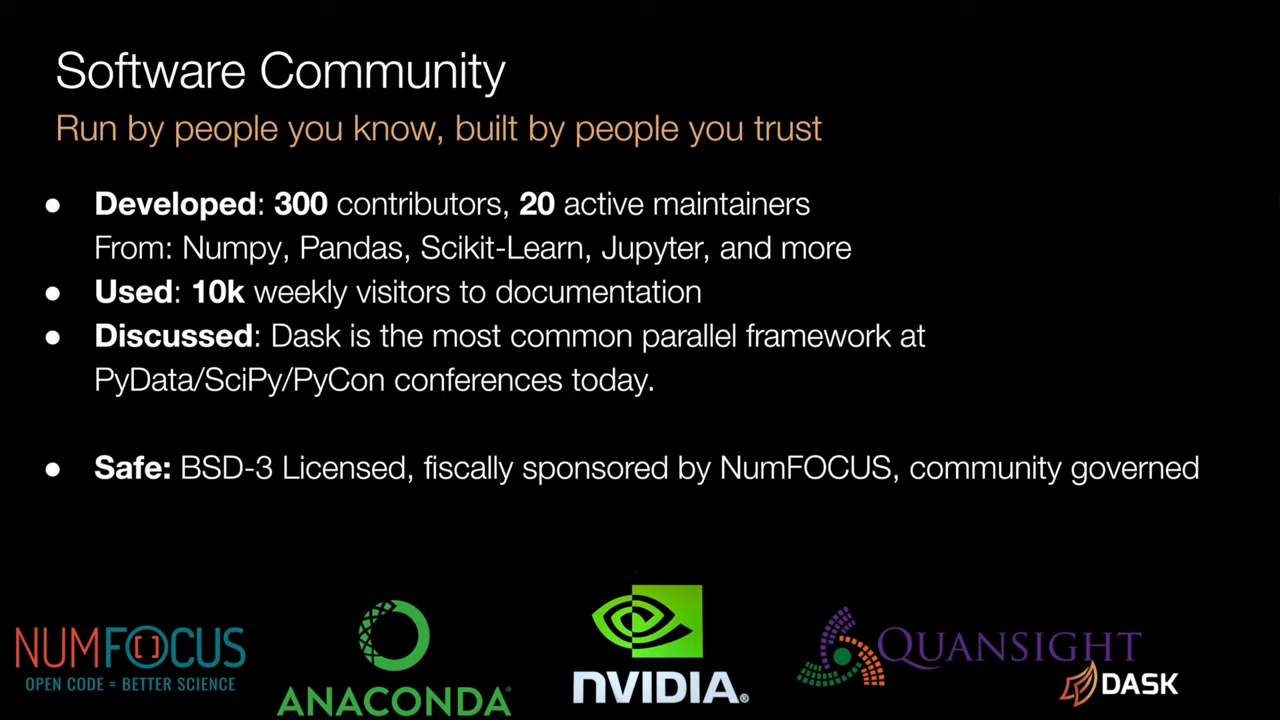 Software Community
Run by people you know, built by people you trust
● Developed: 300 contributors, 20 active maintainers
From: Numpy, Pandas, Scikit-Learn, Jupyter, and more
● Used: 10k weekly visitors to documentation
● Discussed: Dask is the most common parallel framework at
PyData/SciPy/PyCon conferences today.
● Safe: BSD-3 Licensed, fiscally sponsored by NumFOCUS, community governed
NUMFOCUS
OPEN CODE = BETTER SCIENCE
ANACONDA®
NVIDIA®
QUANSIGHT
DASK